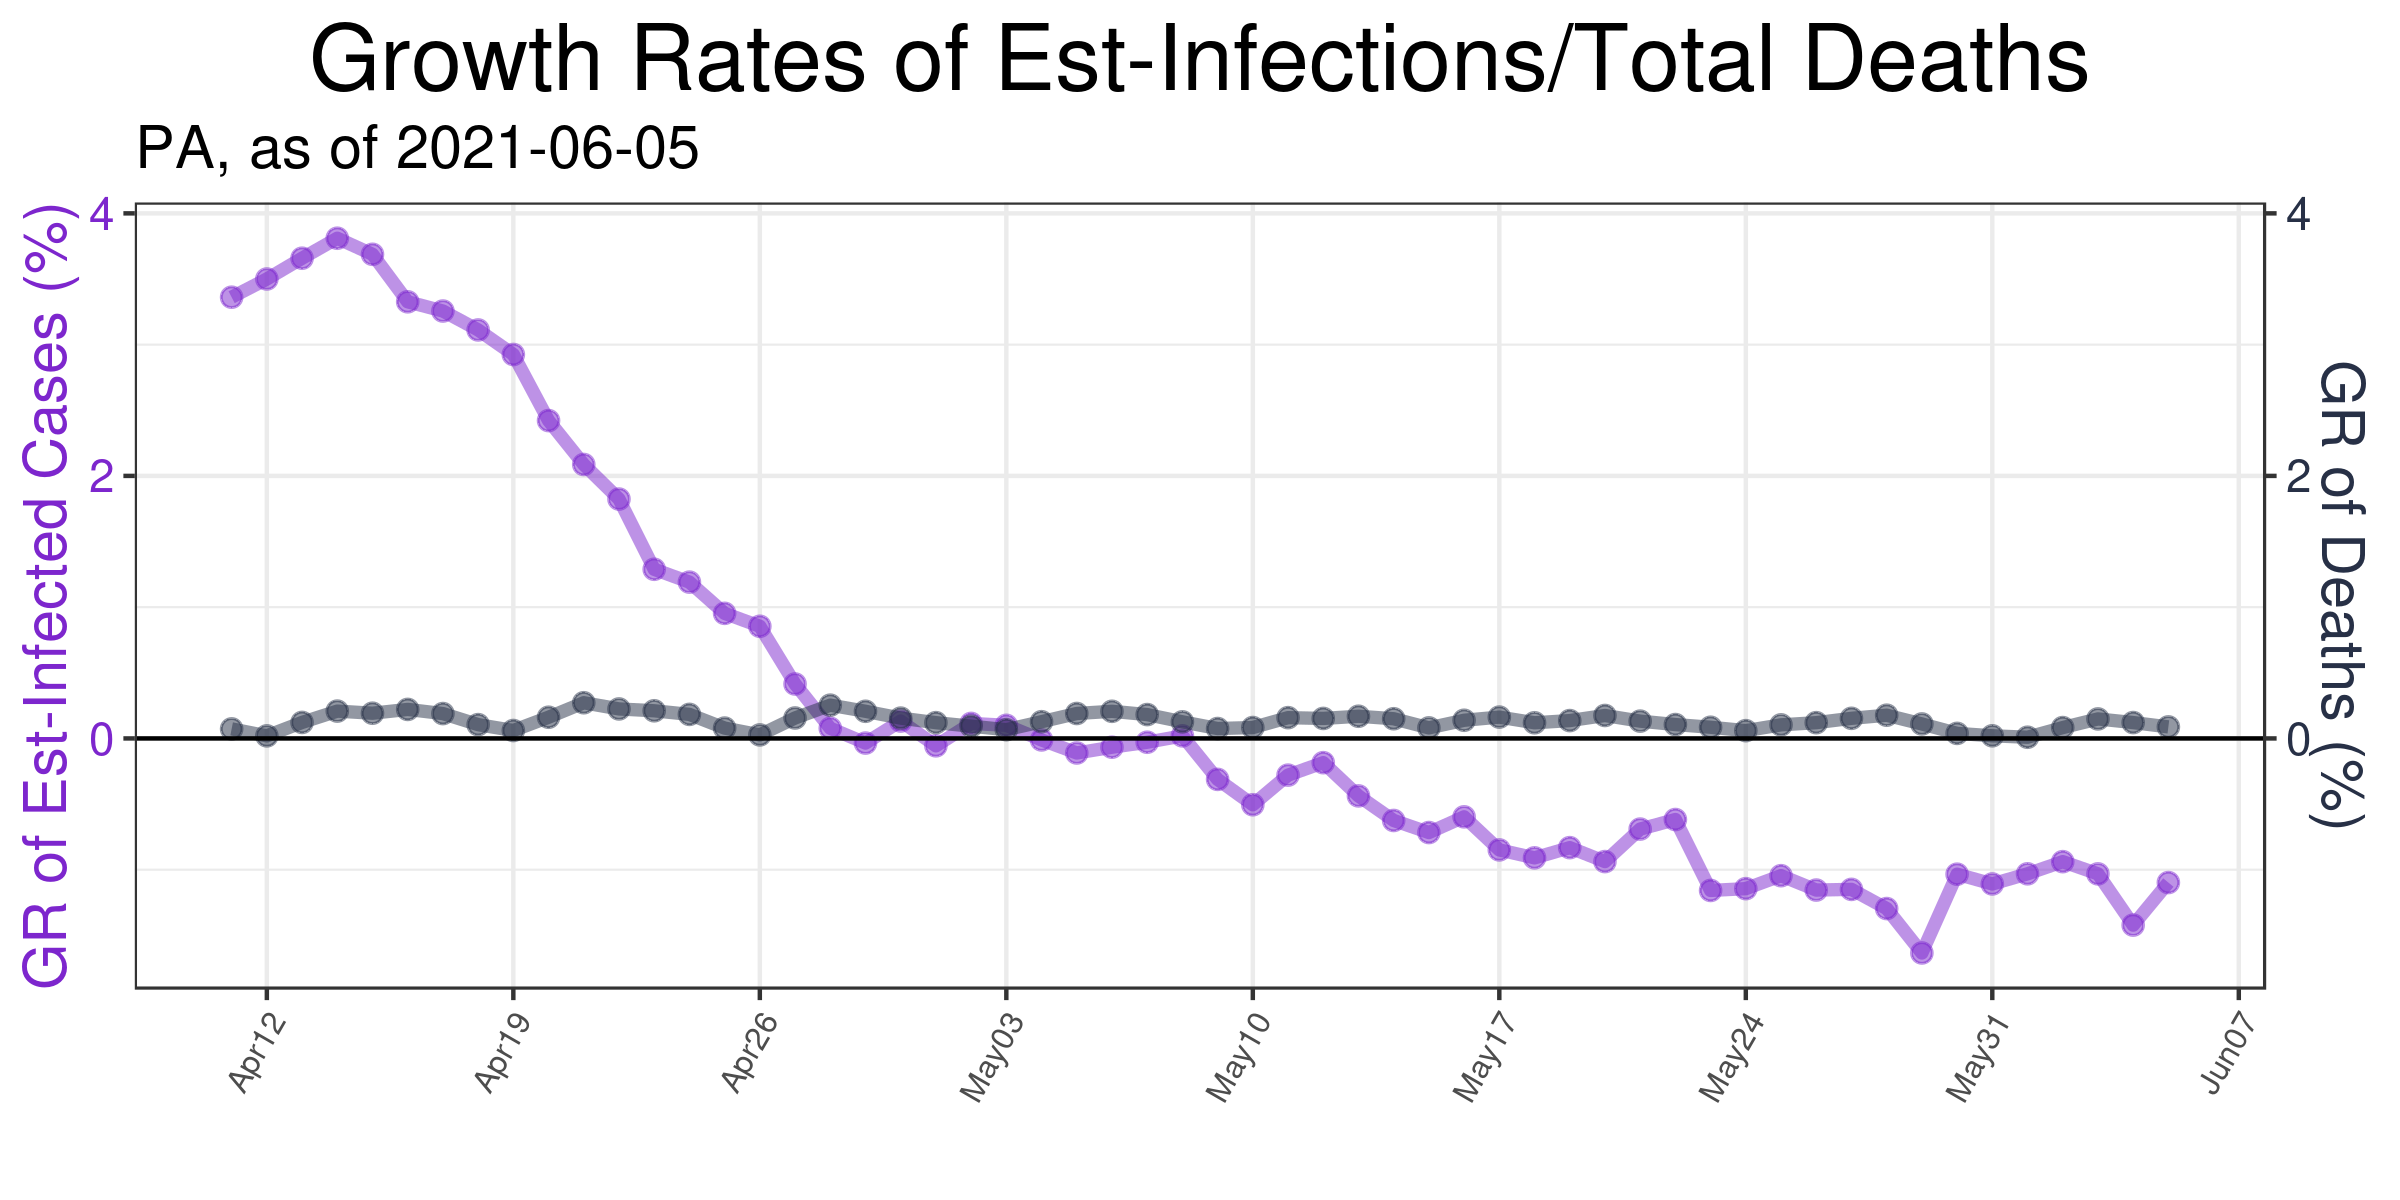 Growth Rates of Est-Infections/Total Deaths
PA, as of 2021-06-05
GR of Est-Infected Cases (%)
4
2
0
4
2
0
GR of Deaths (%)
Apr12
Apr19
Apr26
May03
May10
May17
May24
May31
Jun07